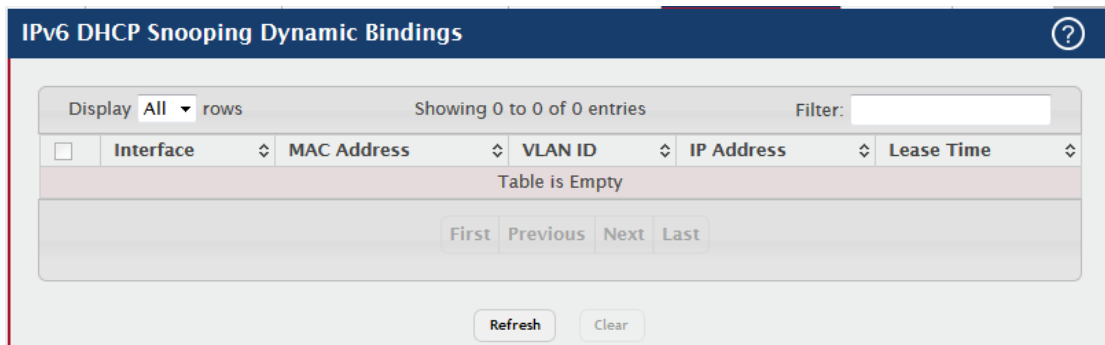 IPv6 DHCP Snooping Dynamic Bindings ?
Display All rows Showing 0 to 0 of 0 entries Filter:
Interface MAC Address VLAN ID IP Address Lease Time
Table is Empty
First Previous Next Last
Refresh Clear